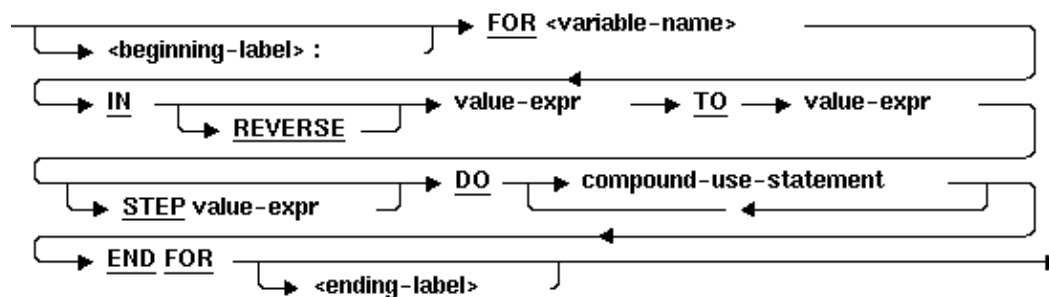 FOR <variable-name>
<beginning-label> :
IN value-expr TO value-expr
REVERSE
DO compound-use-statement
STEP value-expr
END FOR
<ending-label>